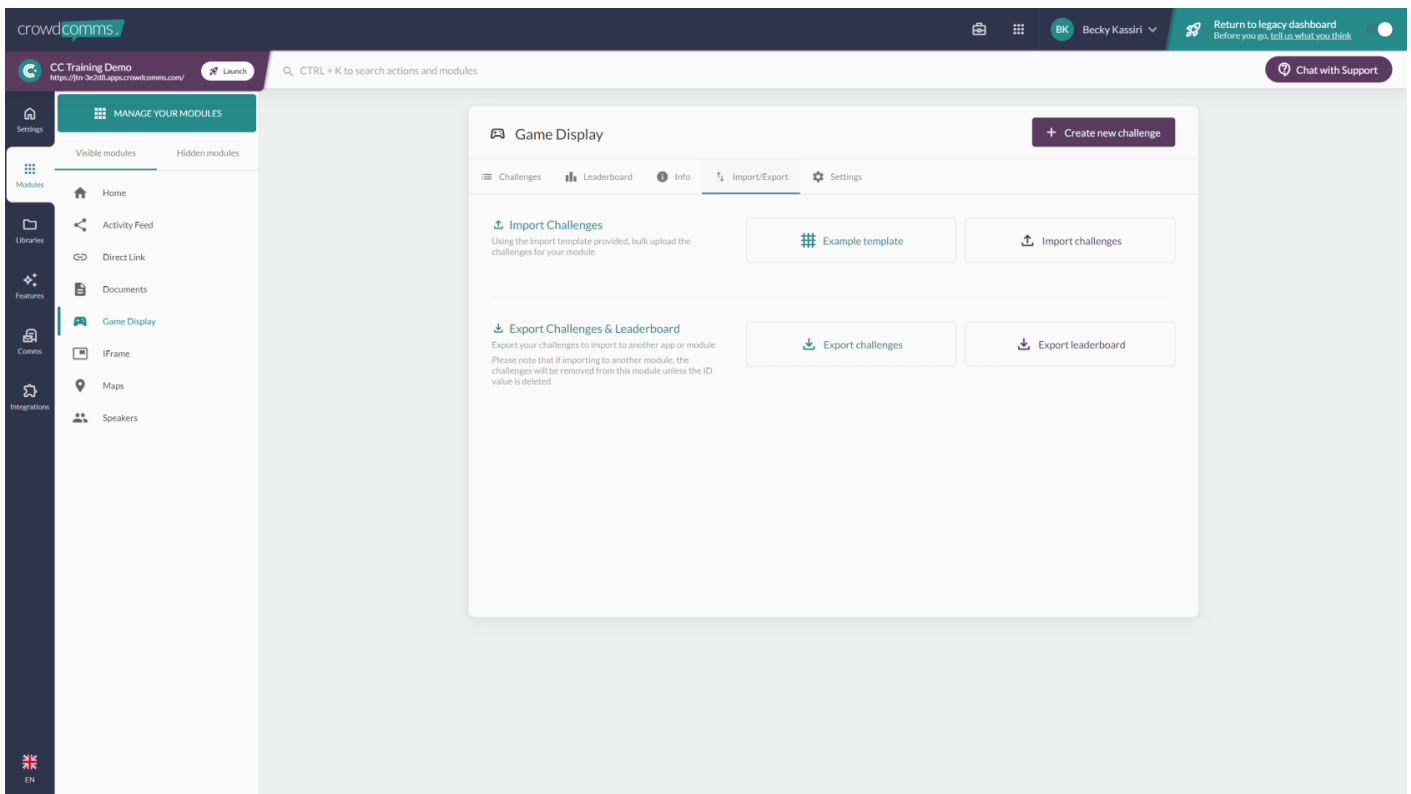 crowdcomms.
BK Becky Kassiri
Return to legacy dashboard
Before you go, tell us what you think
CC Training Demo
https://jtn-3e2d8.apps.crowdcomms.com/
Launch
CTRL + K to search actions and modules
Chat with Support
Settings
Modules
Libraries
Features
Comms
Integrations
EN
MANAGE YOUR MODULES
Visible modules Hidden modules
Home
Activity Feed
Direct Link
Documents
Game Display
IFrame
Maps
Speakers
Game Display
+ Create new challenge
Challenges Leaderboard Info Import/Export Settings
Import Challenges
Using the import template provided, bulk upload the
challenges for your module
Example template
Import challenges
Export Challenges & Leaderboard
Export your challenges to import to another app or module
Please note that if importing to another module, the
challenges will be removed from this module unless the ID
value is deleted
Export challenges
Export leaderboard